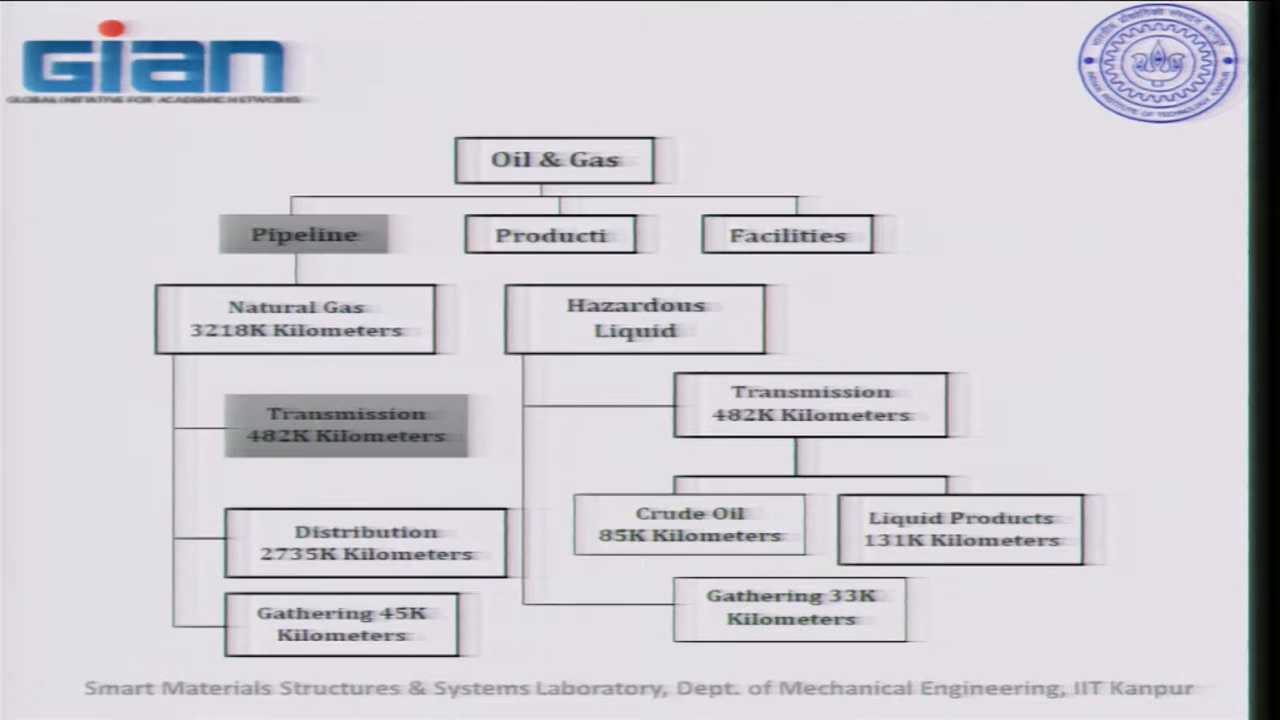 GIAN
GLOBAL INITIATIVE FOR ACADEMIC NETWORKS
Oil & Gas
Pipeline
Producti
Facilities
Natural Gas
3218K Kilometers
Hazardous
Liquid
Transmission
482K Kilometers
Transmission
482K Kilometers
Crude Oil
85K Kilometers
Liquid Products
131K Kilometers
Distribution
2735K Kilometers
Gathering 33K
Kilometers
Gathering 45K
Kilometers
Smart Materials Structures & Systems Laboratory, Dept. of Mechanical Engineering, IIT Kanpur